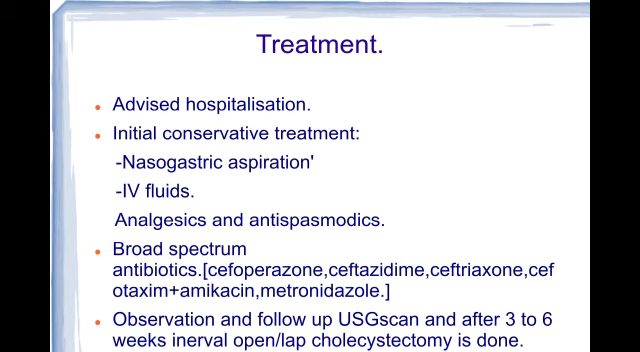 Treatment.
Advised hospitalisation.
Initial conservative treatment:
-Nasogastric aspiration'
-IV fluids.
Analgesics and antispasmodics.
Broad spectrum
antibiotics.[cefoperazone,ceftazidime,ceftriaxone,cef
otaxim+amikacin,metronidazole.]
Observation and follow up USGscan and after 3 to 6
weeks inerval open/lap cholecystectomy is done.